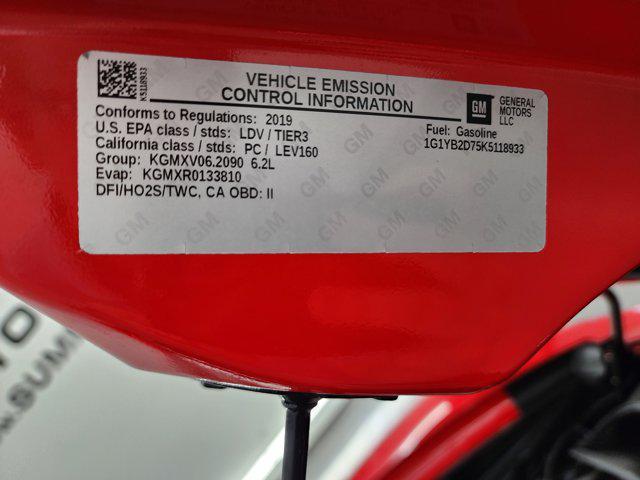 K5118933
VEHICLE EMISSION
CONTROL INFORMATION
GM
GENERAL
MOTORS
LLC
Conforms to Regulations: 2019
U.S. EPA class / stds: LDV / TIER3
California class / stds: PC / LEV160
Group: KGMXV06.2090 6.2L
Evap: KGMXR0133810
DFI/HO2S/TWC, CA OBD: II
Fuel: Gasoline
1G1YB2D75K5118933